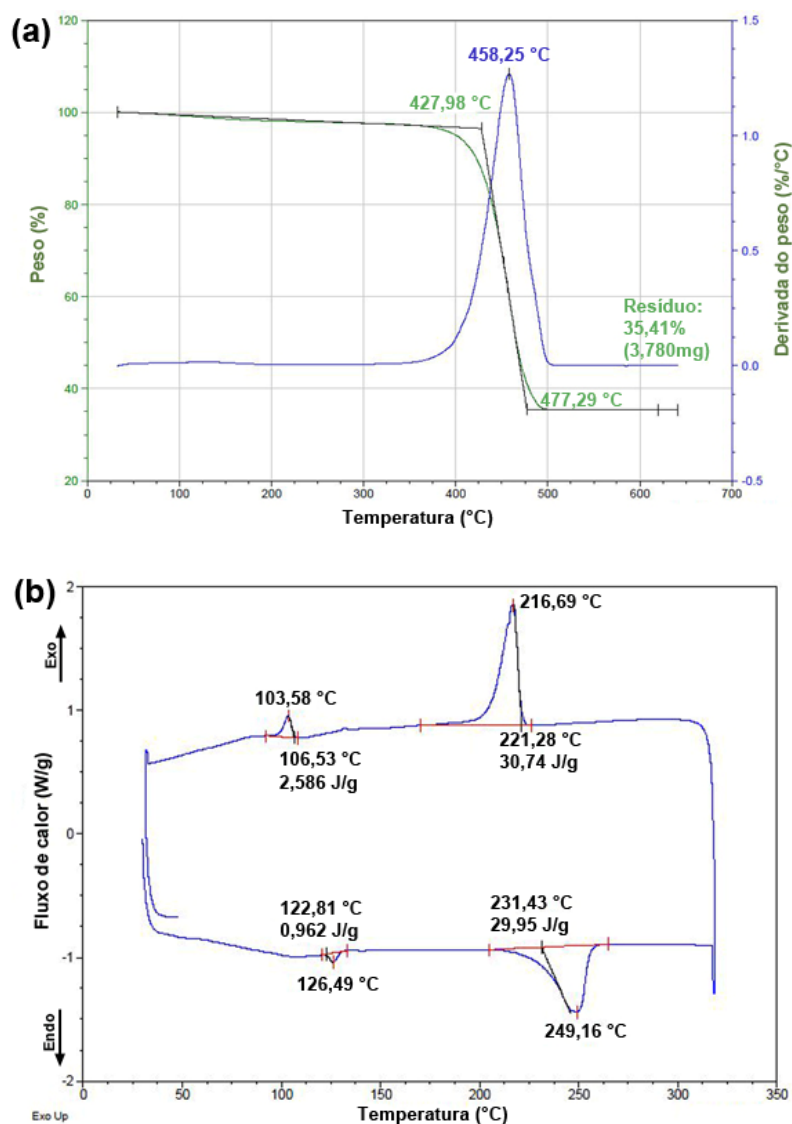 (a)
120
100
80
60
40
20
Peso (%)
458,25 °C
427,98 °C
477,29 °C
Resíduo:
35,41%
(3,780mg)
1.5
1.0
0.5
0.0
-0.5
Derivada do peso (%/°C)
0 100 200 300 400 500 600 700
Temperatura (°C)
(b)
2
1
0
-1
-2
Exo
Fluxo de calor (W/g)
Endo
216,69 °C
103,58 °C
106,53 °C
2,586 J/g
221,28 °C
30,74 J/g
122,81 °C
0,962 J/g
231,43 °C
29,95 J/g
126,49 °C
249,16 °C
0 50 100 150 200 250 300 350
Exo Up
Temperatura (°C)